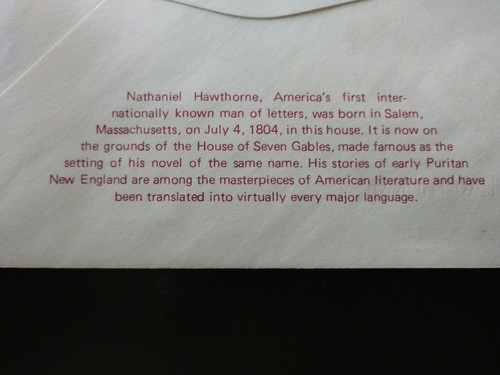 Nathaniel Hawthorne, America's first inter-
nationally known man of letters, was born in Salem,
Massachusetts, on July 4, 1804, in this house. It is now on
the grounds of the House of Seven Gables, made famous as the
setting of his novel of the same name. His stories of early Puritan
New England are among the masterpieces of American literature and have
been translated into virtually every major language.